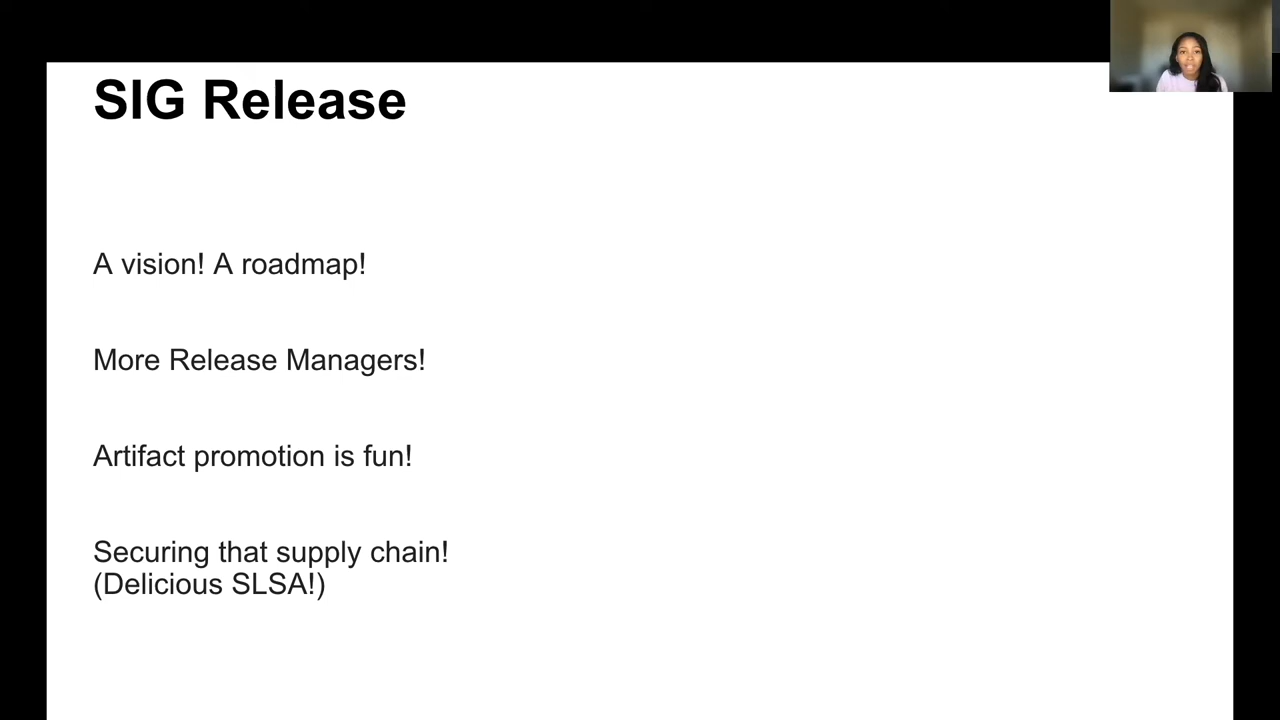 SIG Release
A vision! A roadmap!
More Release Managers!
Artifact promotion is fun!
Securing that supply chain!
(Delicious SLSA!)